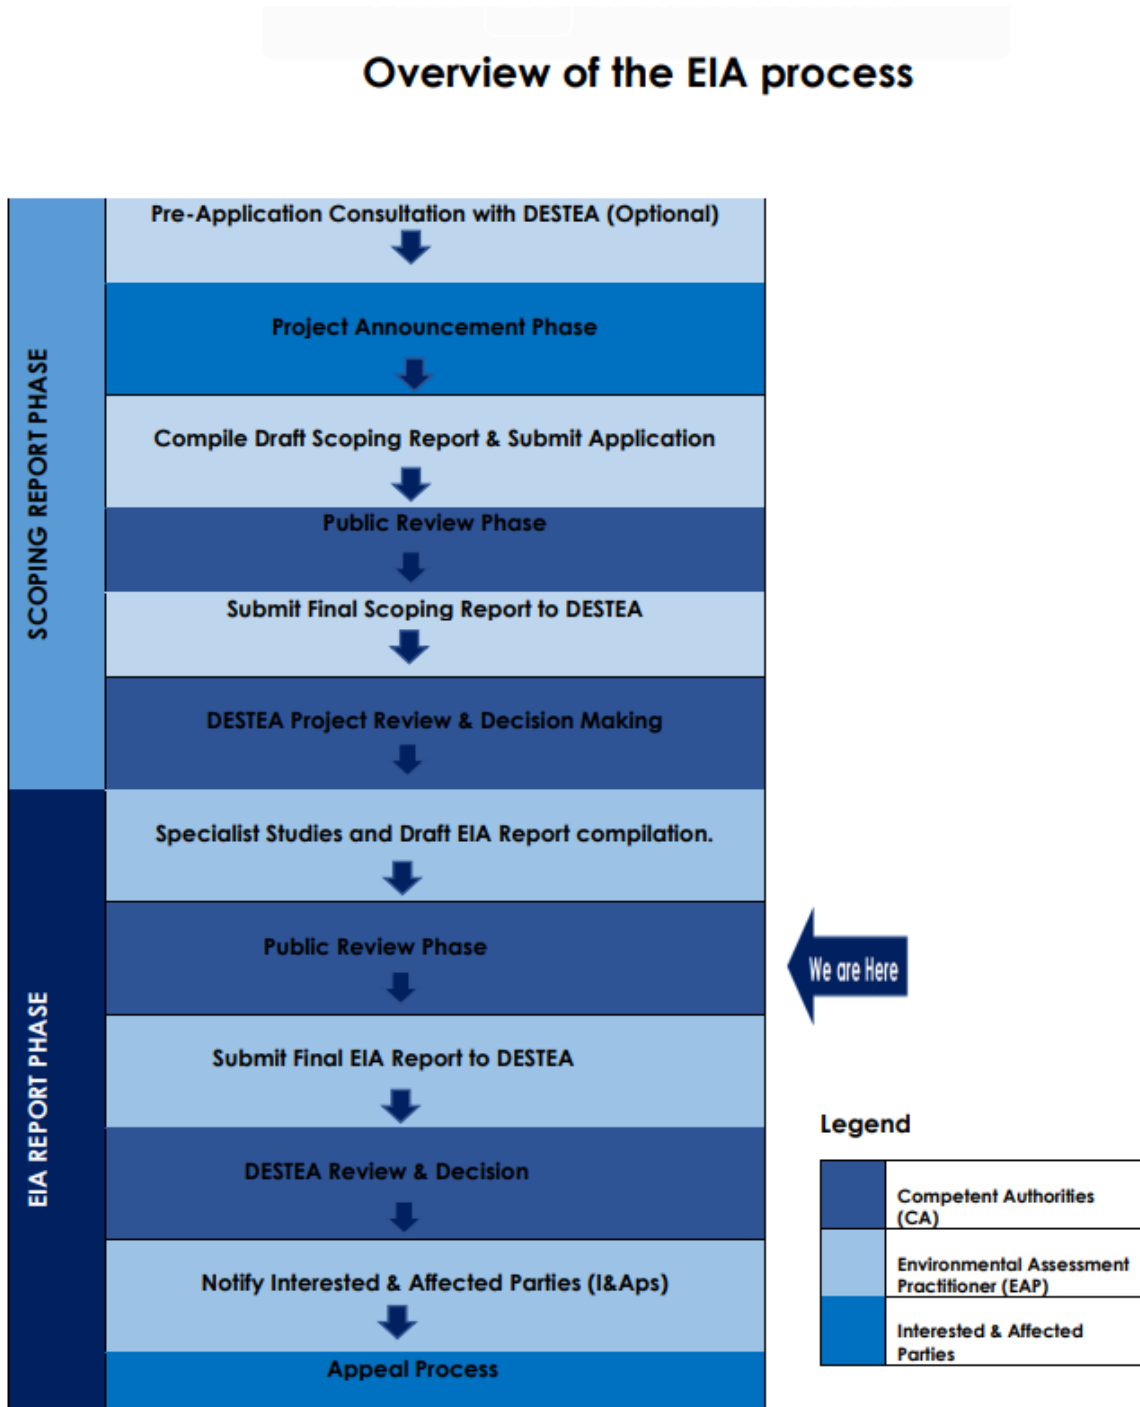 Overview of the EIA process
SCOPING REPORT PHASE
Pre-Application Consultation with DESTEA (Optional)
Project Announcement Phase
Compile Draft Scoping Report & Submit Application
Public Review Phase
Submit Final Scoping Report to DESTEA
DESTEA Project Review & Decision Making
EIA REPORT PHASE
Specialist Studies and Draft EIA Report compilation.
Public Review Phase
We are Here
Submit Final EIA Report to DESTEA
DESTEA Review & Decision
Notify Interested & Affected Parties (I&Aps)
Appeal Process
Legend
Competent Authorities
(CA)
Environmental Assessment
Practitioner (EAP)
Interested & Affected
Parties